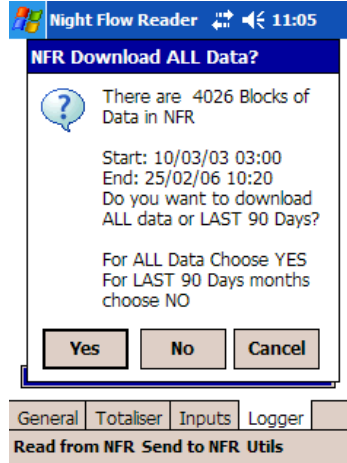 Night Flow Reader 11:05
NFR Download ALL Data?
There are 4026 Blocks of
Data in NFR
Start: 10/03/03 03:00
End: 25/02/06 10:20
Do you want to download
ALL data or LAST 90 Days?
For ALL Data Choose YES
For LAST 90 Days months
choose NO
Yes No Cancel
General Totaliser Inputs Logger
Read from NFR Send to NFR Utils